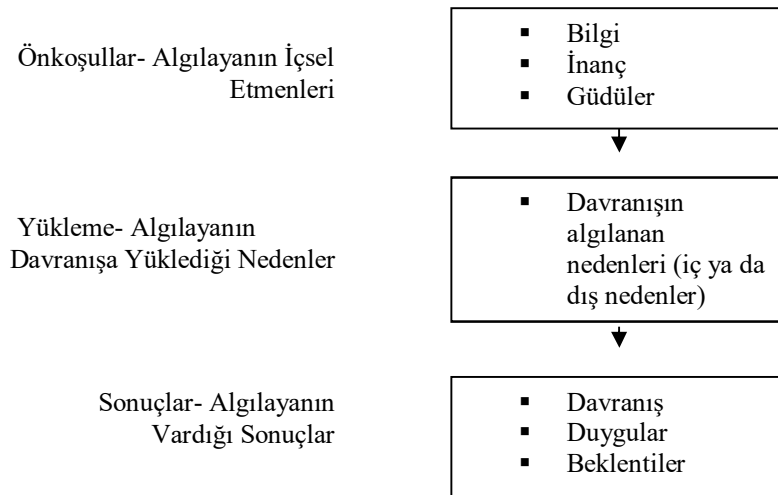 Önkoşullar- Algılayanın İçsel
Etmenleri
▪ Bilgi
▪ İnanç
▪ Güdüler
Yükleme- Algılayanın
Davranışa Yüklediği Nedenler
▪ Davranışın
algılanan
nedenleri (iç ya da
dış nedenler)
Sonuçlar- Algılayanın
Vardığı Sonuçlar
▪ Davranış
▪ Duygular
▪ Beklentiler